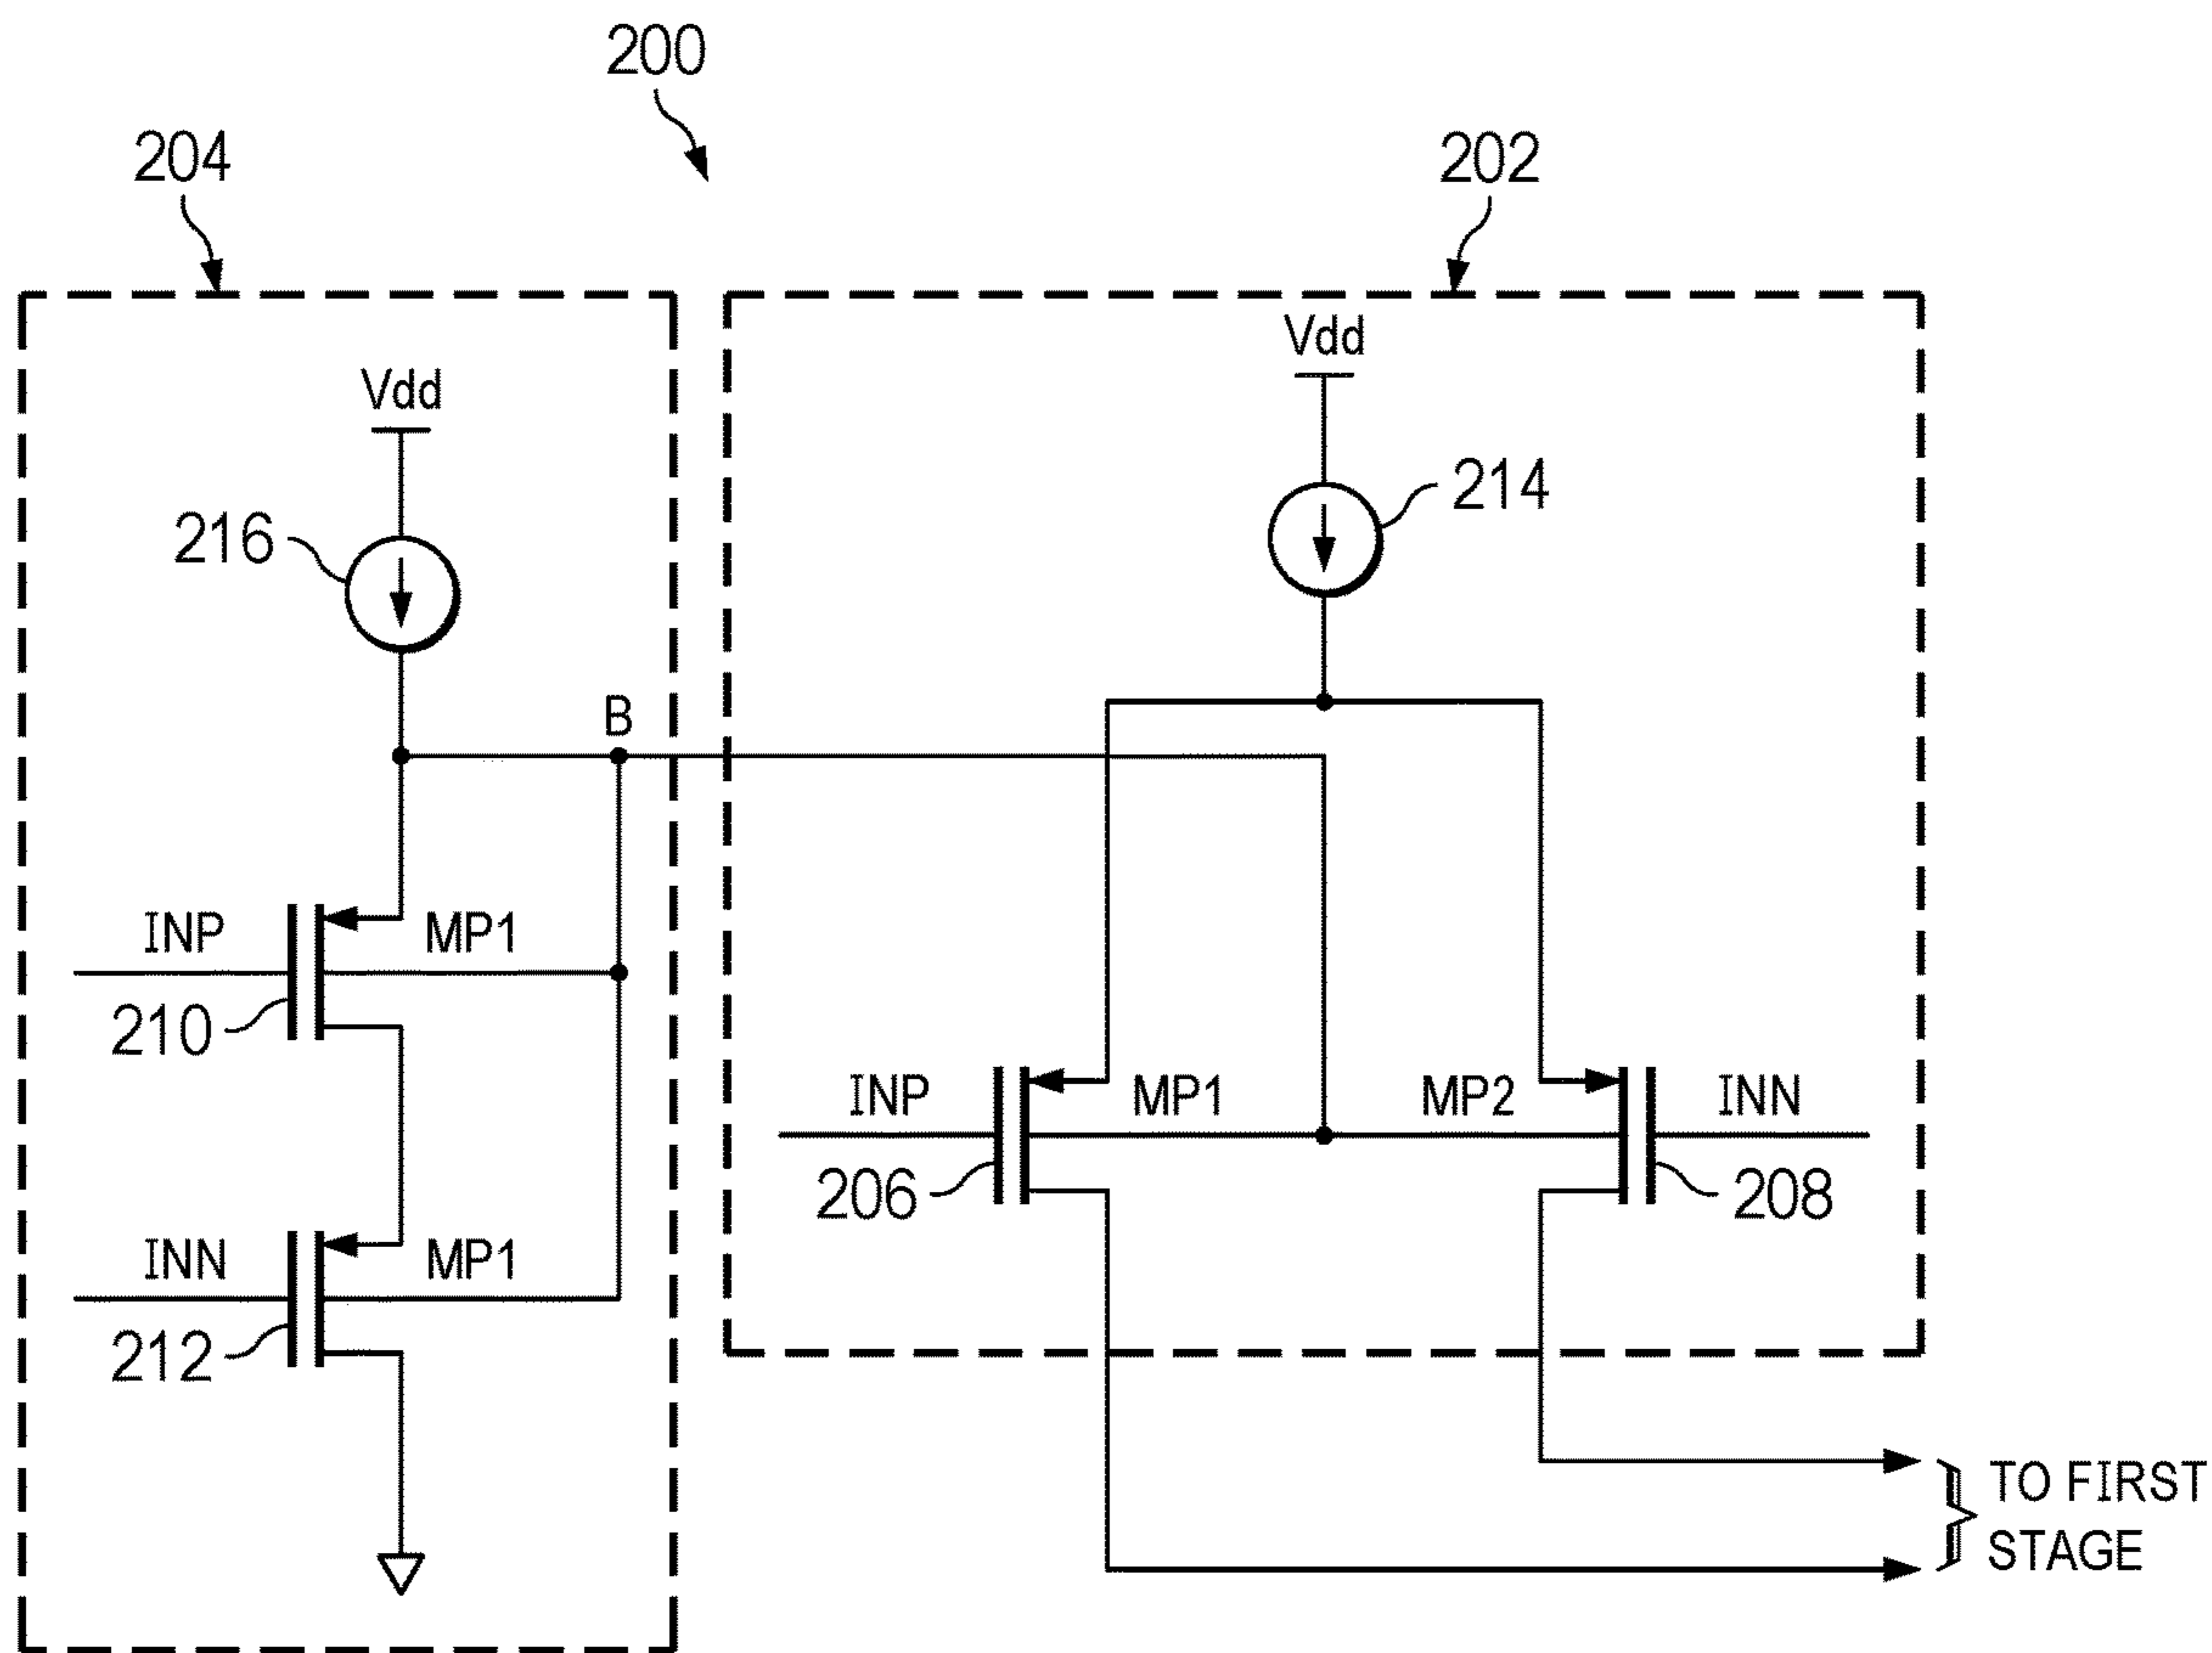 200
204
202
Vdd
Vdd
214
216
B
INP
MP1
210
INP
MP1
MP2
INN
206
208
INN
MP1
212
TO FIRST
STAGE